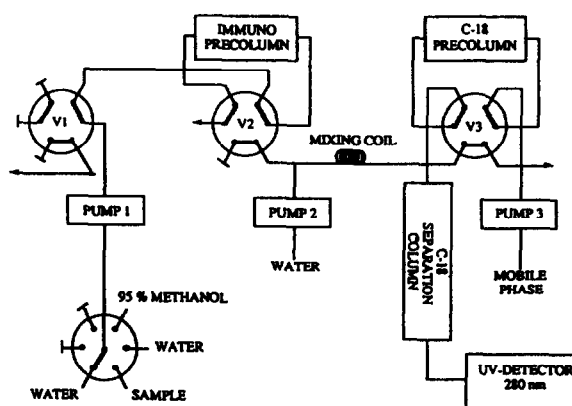 IMMUNO
PRECOLUMN
C-18
PRECOLUMN
V1
V2
V3
MIXING COIL
PUMP 1
PUMP 2
PUMP 3
WATER
MOBILE
PHASE
C-18
SEPARATION
COLUMN
95 % METHANOL
WATER
WATER
SAMPLE
UV-DETECTOR
280 nm